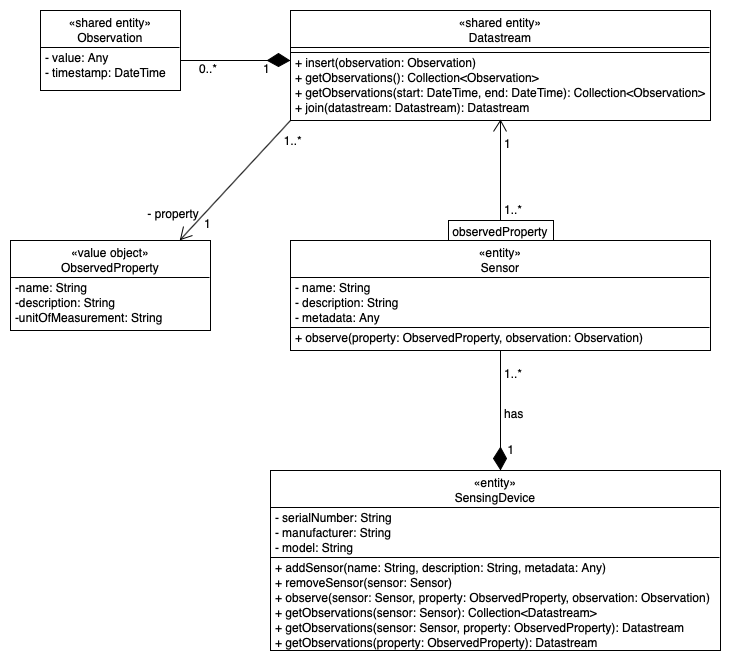 «shared entity»
Observation
- value: Any
- timestamp: DateTime
0..*
1
«shared entity»
Datastream
+ insert(observation: Observation)
+ getObservations(): Collection<Observation>
+ getObservations(start: DateTime, end: DateTime): Collection<Observation>
+ join(datastream: Datastream): Datastream
1..*
- property
1
1
1..*
observedProperty
«value object»
ObservedProperty
-name: String
-description: String
-unitOfMeasurement: String
«entity»
Sensor
- name: String
- description: String
- metadata: Any
+ observe(property: ObservedProperty, observation: Observation)
1..*
has
1
«entity»
SensingDevice
- serialNumber: String
- manufacturer: String
- model: String
+ addSensor(name: String, description: String, metadata: Any)
+ removeSensor(sensor: Sensor)
+ observe(sensor: Sensor, property: ObservedProperty, observation: Observation)
+ getObservations(sensor: Sensor): Collection<Datastream>
+ getObservations(sensor: Sensor, property: ObservedProperty): Datastream
+ getObservations(property: ObservedProperty): Datastream